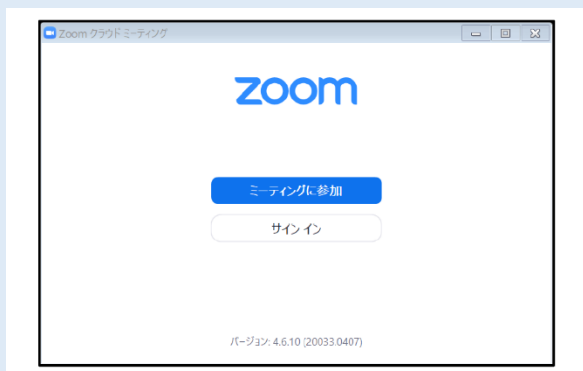 Zoom クラウド ミーティング
zoom
ミーティングに参加
サイン イン
バージョン: 4.6.10 (20033.0407)